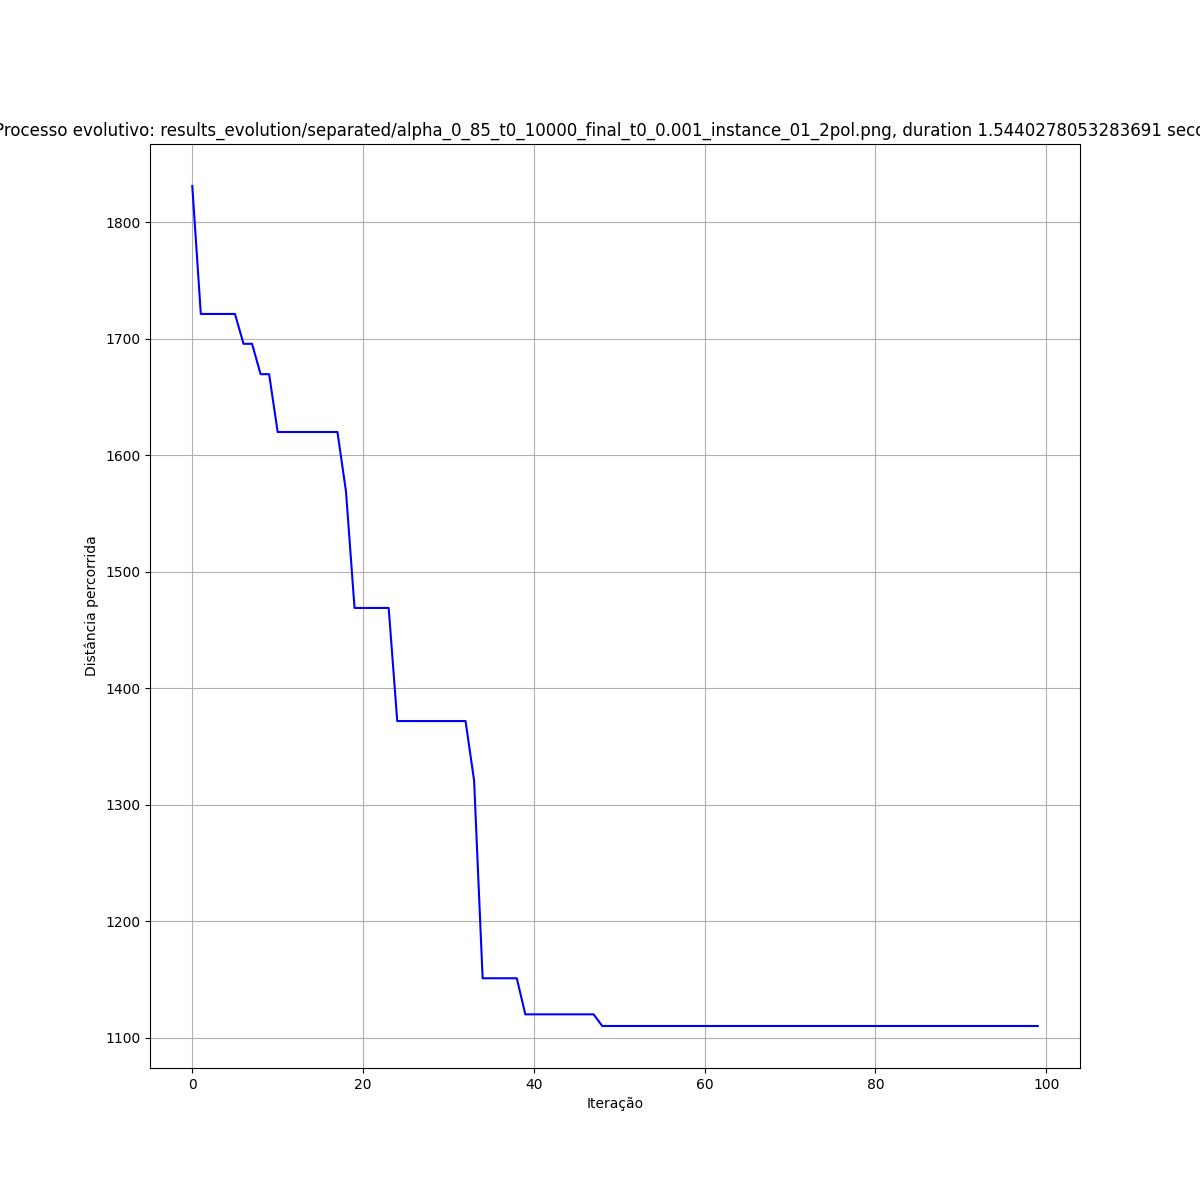 Processo evolutivo: results_evolution/separated/alpha_0_85_t0_10000_final_t0_0.001_instance_01_2pol.png, duration 1.5440278053283691 seco
1800
1700
1600
1500
1400
1300
1200
1100
Distância percorrida
0 20 40 60 80 100
Iteração